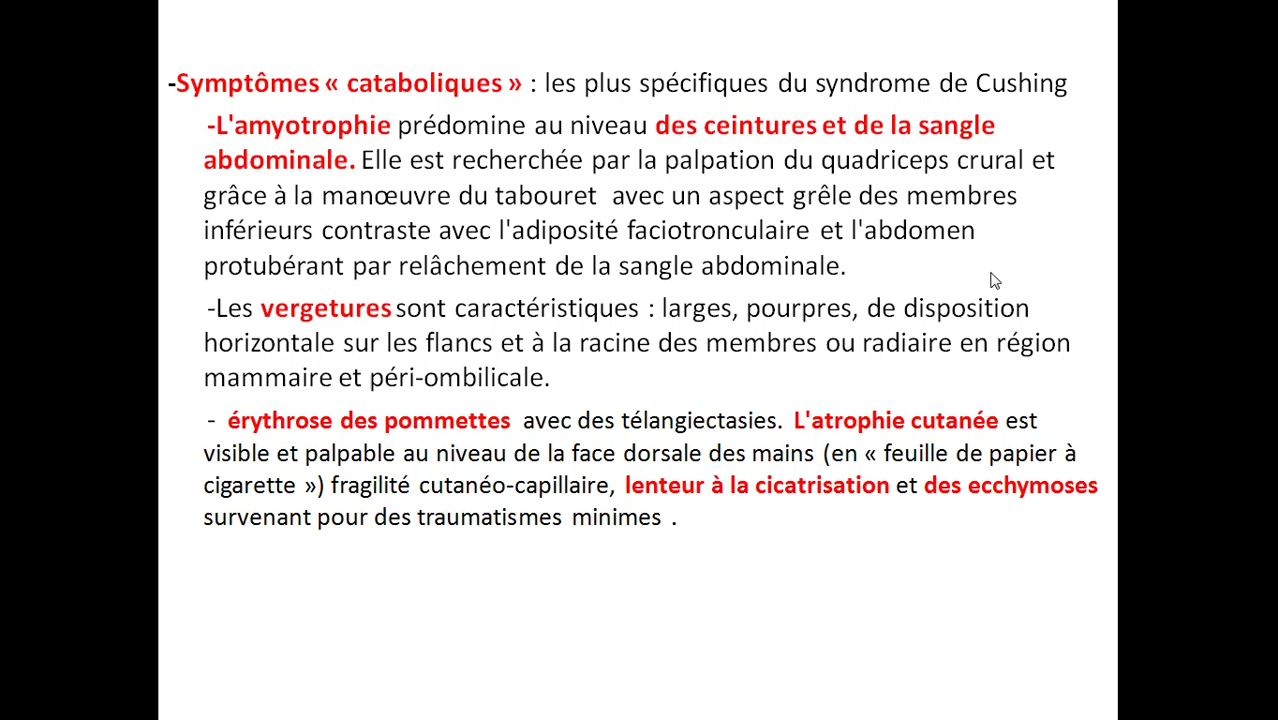 -Symptômes « cataboliques » : les plus spécifiques du syndrome de Cushing
-L'amyotrophie prédomine au niveau des ceintures et de la sangle
abdominale. Elle est recherchée par la palpation du quadriceps crural et
grâce à la manœuvre du tabouret avec un aspect grêle des membres
inférieurs contraste avec l'adiposité faciotronculaire et l'abdomen
protubérant par relâchement de la sangle abdominale.
-Les vergetures sont caractéristiques : larges, pourpres, de disposition
horizontale sur les flancs et à la racine des membres ou radiaire en région
mammaire et péri-ombilicale.
- érythrose des pommettes avec des télangiectasies. L'atrophie cutanée est
visible et palpable au niveau de la face dorsale des mains (en « feuille de papier à
cigarette ») fragilité cutanéo-capillaire, lenteur à la cicatrisation et des ecchymoses
survenant pour des traumatismes minimes .